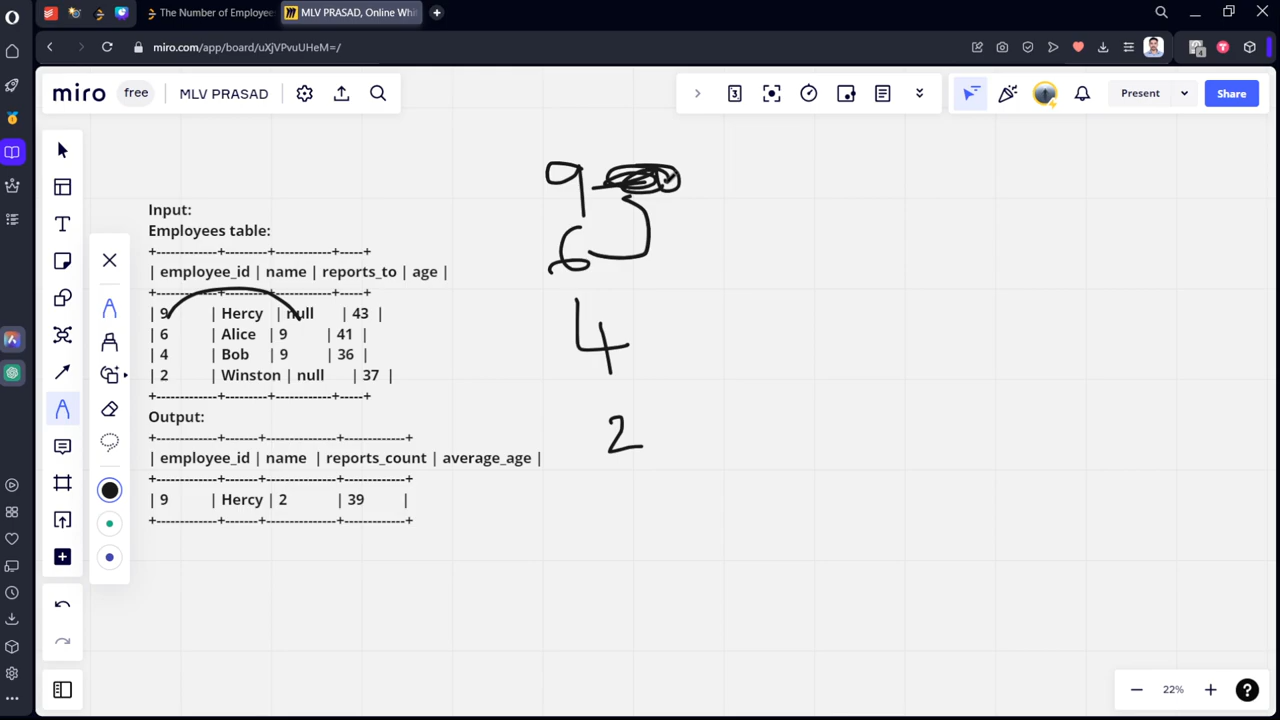 The Number of Employee
MLV PRASAD, Online Whi
miro.com/app/board/uXjVPvuUHeM=/
miro free MLV PRASAD
3 Present Share
Input:
Employees table:
+-------------+---------+------------+-----+
| employee_id | name | reports_to | age |
+-------------+---------+------------+-----+
| 9 | Hercy | null | 43 |
| 6 | Alice | 9 | 41 |
| 4 | Bob | 9 | 36 |
| 2 | Winston | null | 37 |
+-------------+---------+------------+-----+
Output:
+-------------+-------+---------------+-------------+
| employee_id | name | reports_count | average_age |
+-------------+-------+---------------+-------------+
| 9 | Hercy | 2 | 39 |
+-------------+-------+---------------+-------------+
9
6
4
2
22%